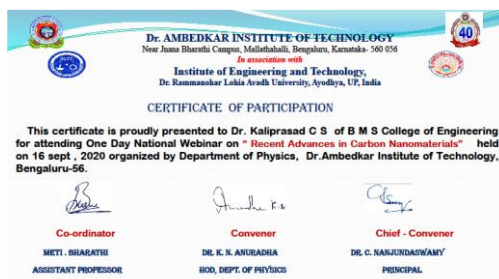 Dr. AMBEDKAR INSTITUTE OF TECHNOLOGY
Near Jnana Bharathi Campus, Mallathahalli, Bengaluru, Karnataka- 560 056
In association with
Institute of Engineering and Technology,
Dr. Rammanohar Lohia Avadh University, Ayodhya, UP, India
40
CERTIFICATE OF PARTICIPATION
This certificate is proudly presented to Dr. Kaliprasad C S of B M S College of Engineering
for attending One Day National Webinar on " Recent Advances in Carbon Nanomaterials" held
on 16 sept , 2020 organized by Department of Physics, Dr.Ambedkar Institute of Technology,
Bengaluru-56.
Anuradha K.N
Co-ordinator Convener Chief - Convener
METI . BHARATHI DR. K. N. ANURADHA DR. C. NANJUNDASWAMY
ASSISTANT PROFESSOR HOD, DEPT. OF PHYSICS PRINCIPAL